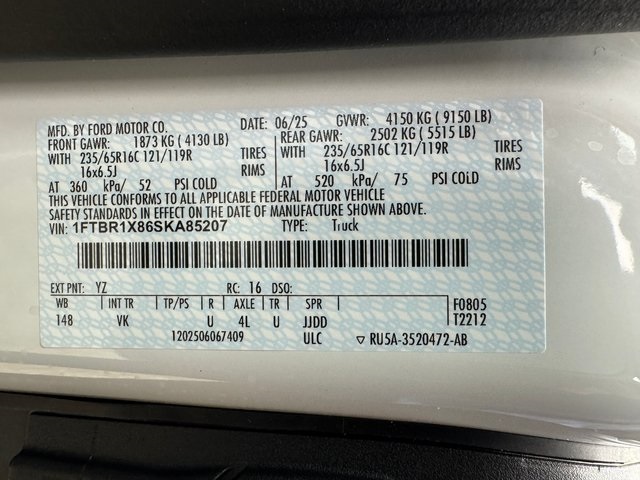 MFD. BY FORD MOTOR CO. DATE: 06/25 GVWR: 4150 KG ( 9150 LB)
FRONT GAWR: 1873 KG ( 4130 LB) REAR GAWR: 2502 KG ( 5515 LB)
WITH 235/65R16C 121/119R TIRES WITH 235/65R16C 121/119R TIRES
16x6.5J RIMS 16x6.5J RIMS
AT 360 kPa/ 52 PSI COLD AT 520 kPa/ 75 PSI COLD
THIS VEHICLE CONFORMS TO ALL APPLICABLE FEDERAL MOTOR VEHICLE
SAFETY STANDARDS IN EFFECT ON THE DATE OF MANUFACTURE SHOWN ABOVE.
VIN: 1FTBR1X86SKA85207 TYPE: Truck
EXT PNT: YZ RC: 16 DSO:
WB INT TR TP/PS R AXLE TR SPR F0805
148 VK U 4L U JJDD T2212
1202506067409 ULC ▽ RU5A-3520472-AB